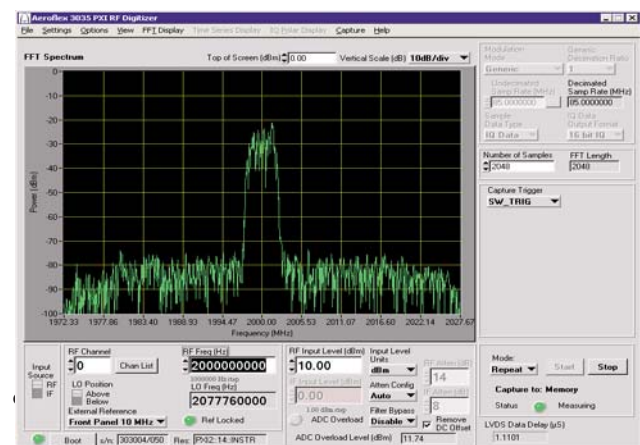 Aeroflex 3035 PXI RF Digitizer
File Settings Options View FFT Display Time Series Display IQ Polar Display Capture Help
FFT Spectrum
Top of Screen (dBm) 0.00
Vertical Scale (dB) 10dB/div
Power (dBm)
0
-10
-20
-30
-40
-50
-60
-70
-80
-90
-100
1972.33 1977.86 1983.40 1988.93 1994.47 2000.00 2005.53 2011.07 2016.60 2022.14 2027.67
Frequency (MHz)
Modulation Mode
Generic
Generic Decimation Ratio
1
Undecimated Samp Rate (MHz)
85.0000000
Decimated Samp Rate (MHz)
85.0000000
Sample Data Type
IQ Data
IQ Data Output Format
16 bit IQ
Number of Samples
2048
FFT Length
2048
Capture Trigger
SW_TRIG
Input Source
RF
IF
RF Channel
0
Chan List
LO Position
Above
Below
External Reference
Front Panel 10 MHz
RF Freq (Hz)
2000000000
1000000 Hz step
LO Freq (Hz)
2077760000
Ref Locked
RF Input Level (dBm)
10.00
IF Input Level (dBm)
0.00
1.00 dBm step
ADC Overload
Input Level Units
dBm
Atten Config
Auto
Filter Bypass
Disable
RF Atten (dB)
14
IF Atten (dB)
8
Remove DC Offset
Mode:
Repeat
Start
Stop
Capture to: Memory
Status
Measuring
LVDS Data Delay (µS)
1.1101
Boot
s/n: 303004/050
Res: PXI2::14::INSTR
ADC Overload Level (dBm) 11.74